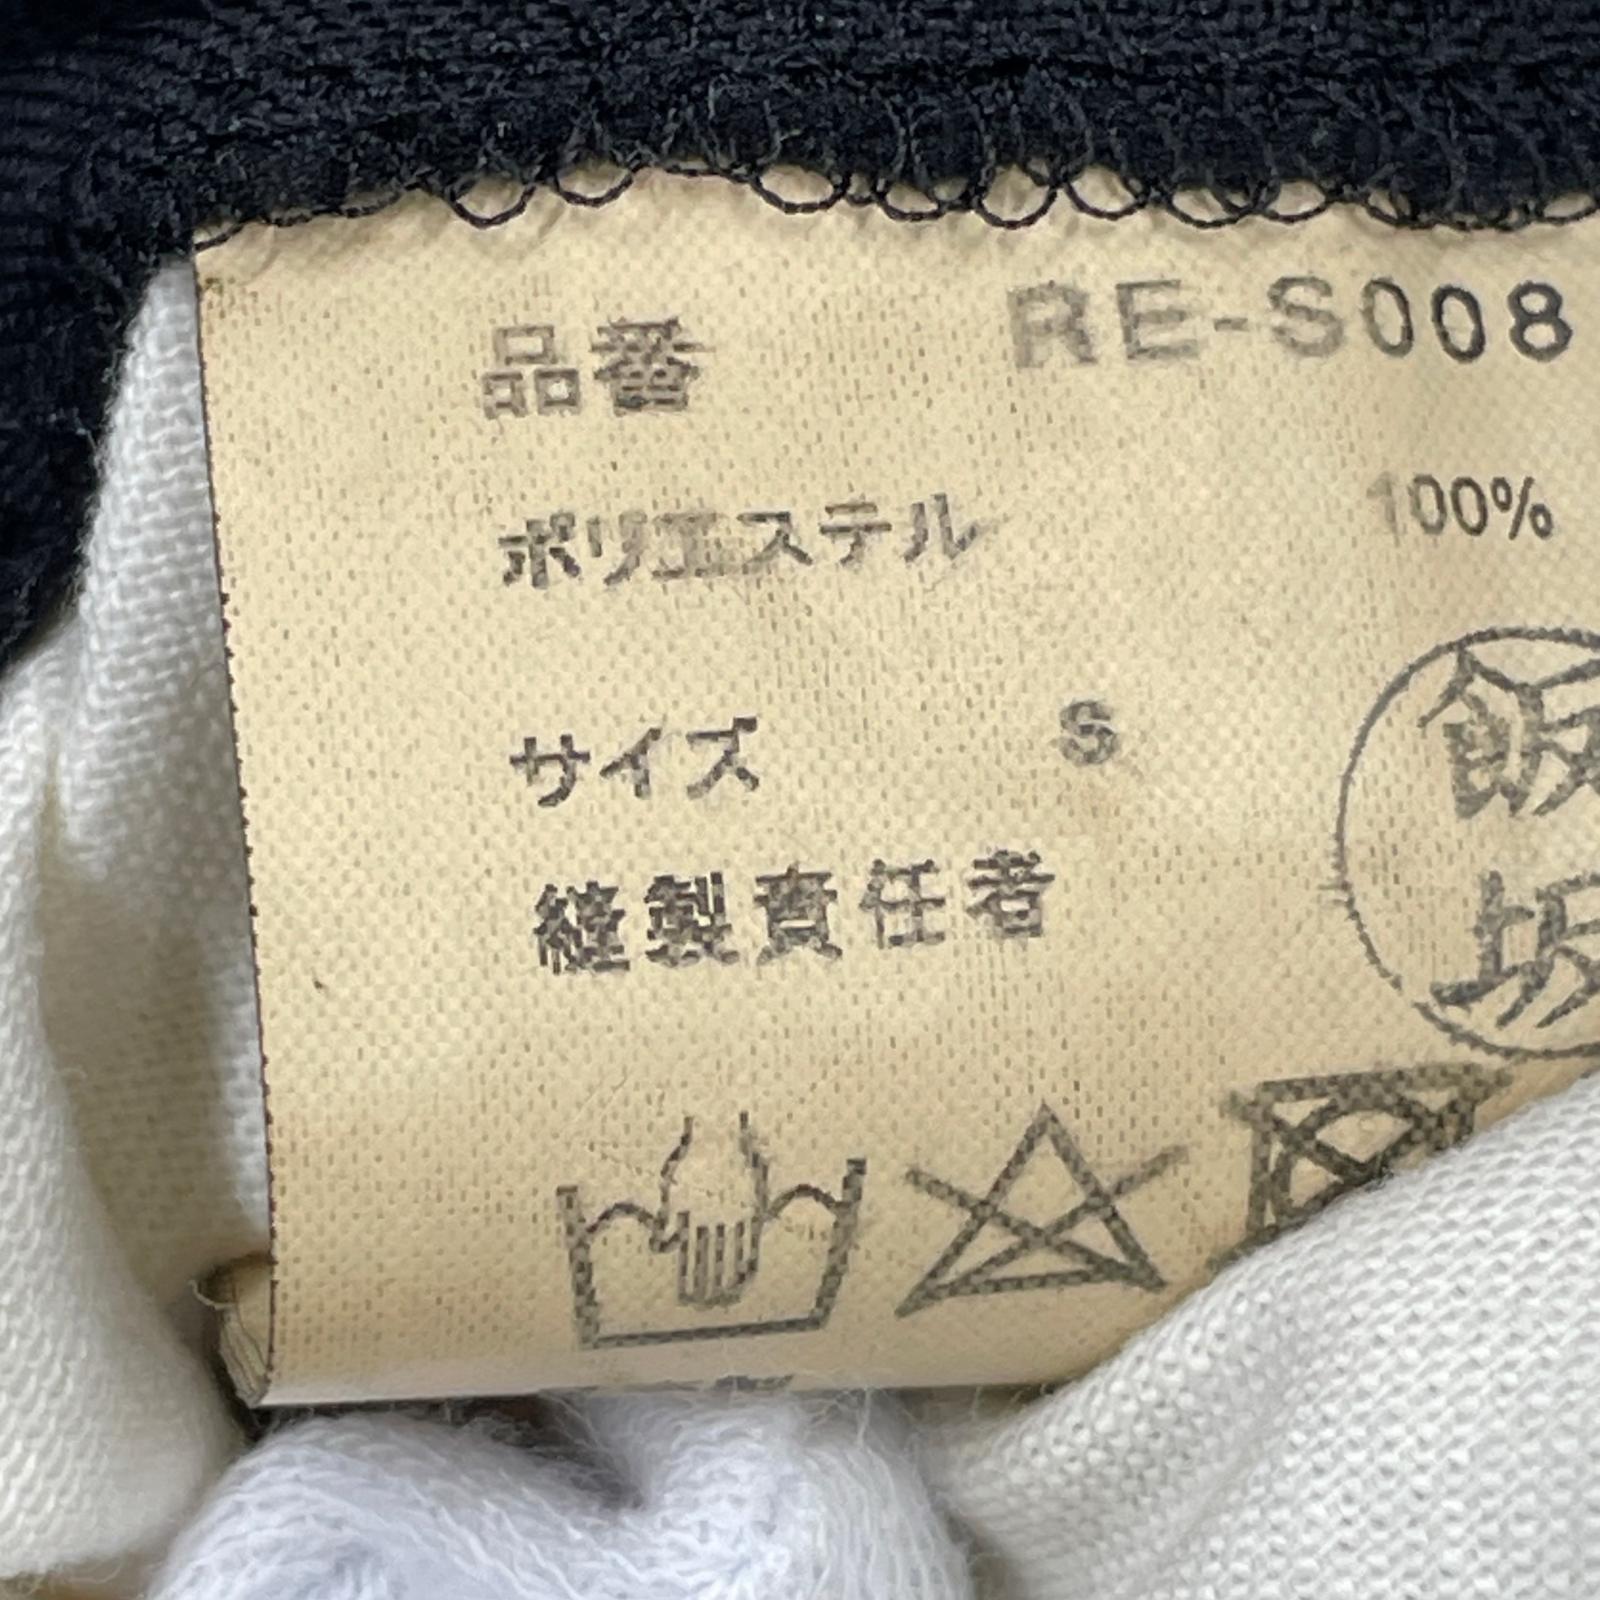 品番 RE-S008
ポリエステル 100%
サイズ S
縫製責任者
飯
坂